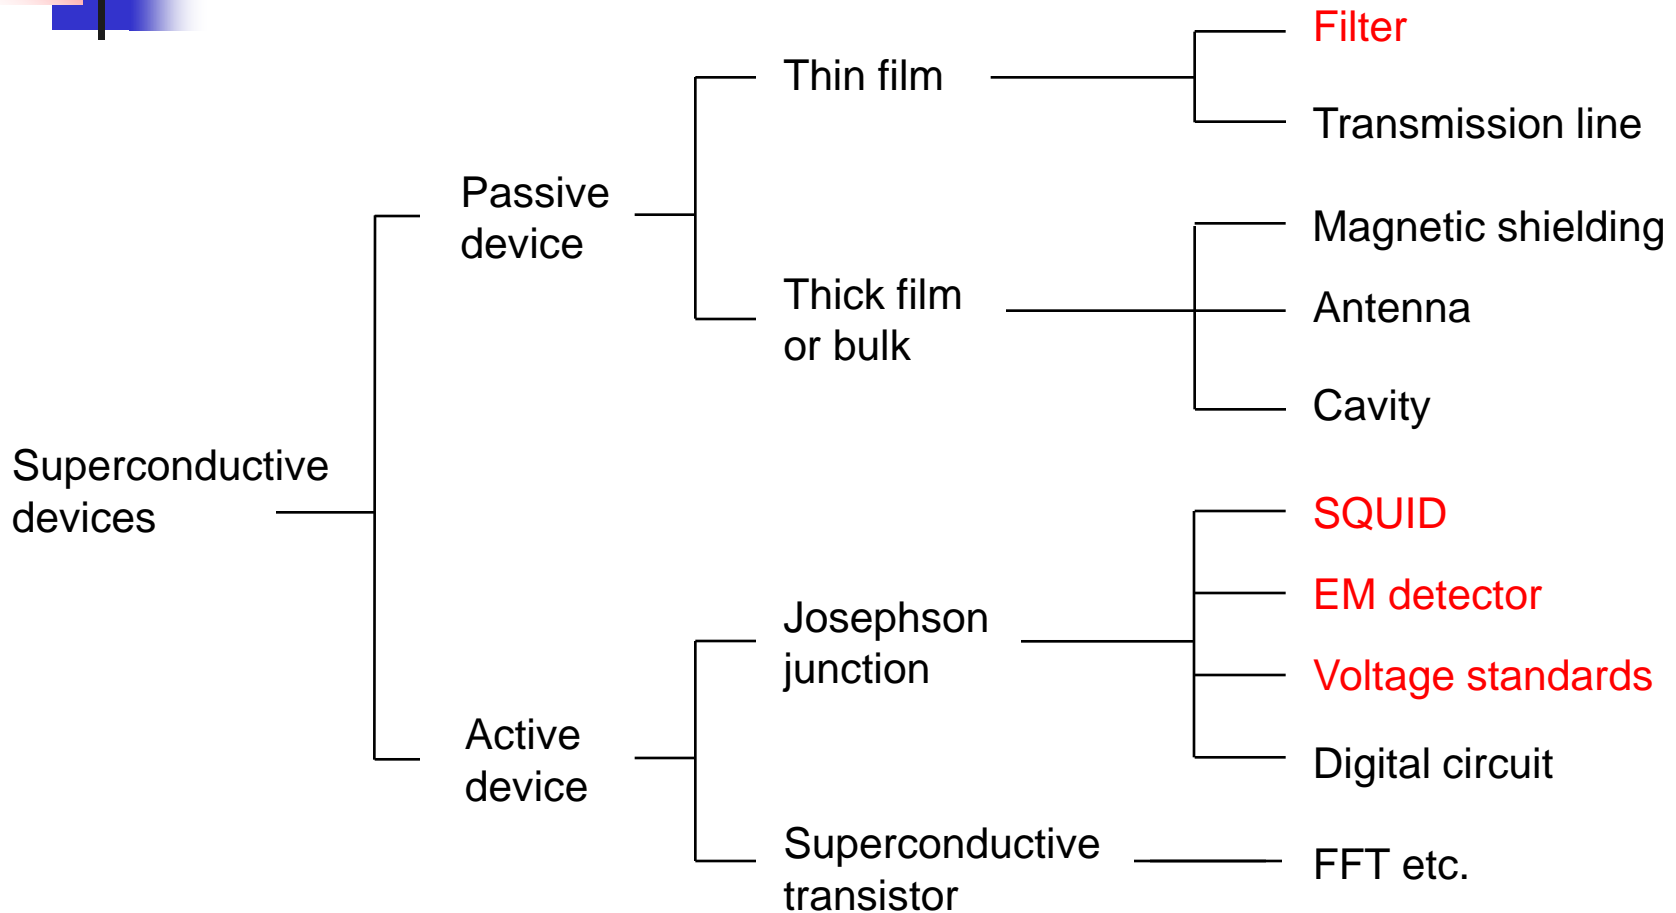 Superconductive
devices
Passive
device
Thin film
Filter
Transmission line
Thick film
or bulk
Magnetic shielding
Antenna
Cavity
Active
device
Josephson
junction
SQUID
EM detector
Voltage standards
Digital circuit
Superconductive
transistor
FFT etc.